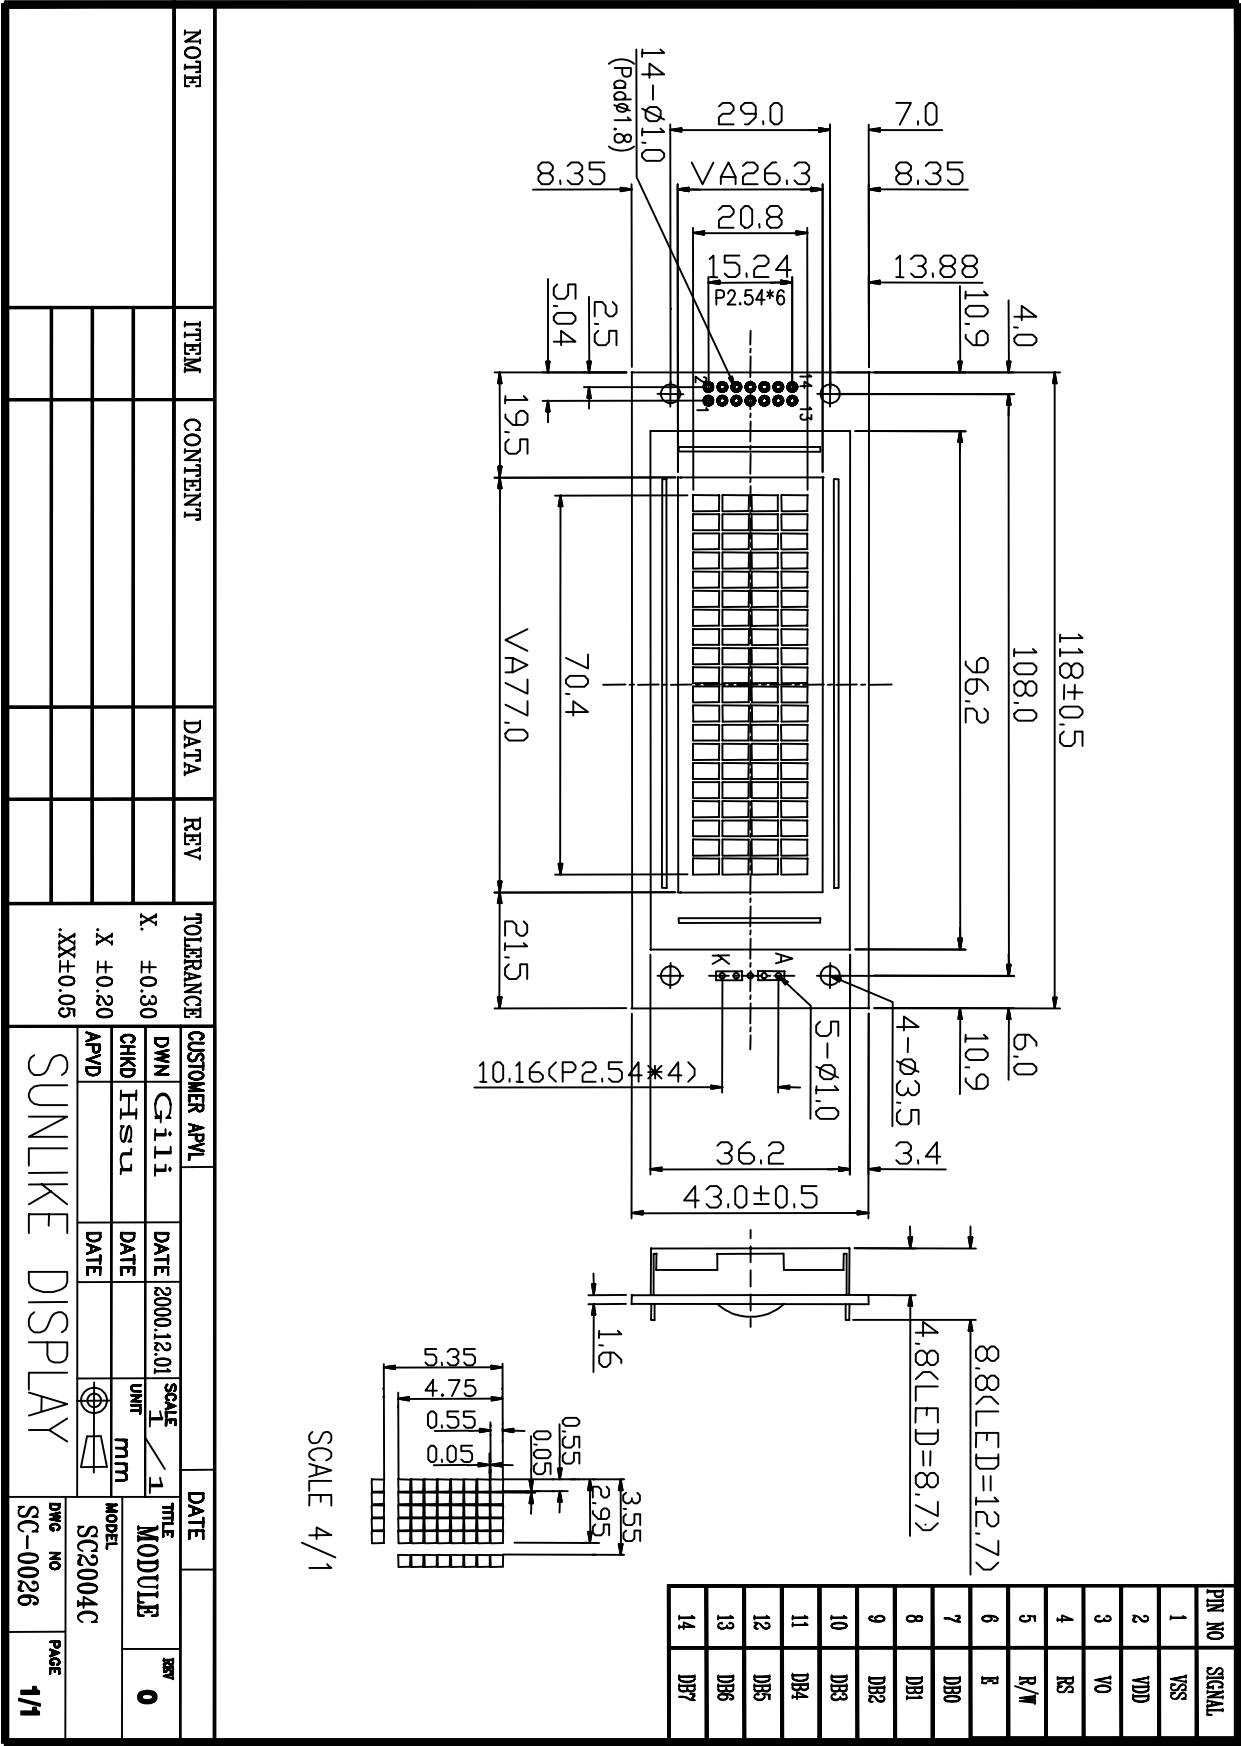 118±0.5
108.0
96.2
4.0
10.9
6.0
10.9
7.0
29.0
8.35
VA26.3
8.35
20.8
13.88
15.24
P2.54*6
14-Ø1.0
(PadØ1.8)
2.5
5.04
2
14
1
13
19.5
VA77.0
70.4
21.5
A
K
4-Ø3.5
5-Ø1.0
10.16(P2.54*4)
3.4
36.2
43.0±0.5
1.6
4.8(LED=8.7)
8.8(LED=12.7)
5.35
4.75
0.55
0.05
0.55
0.05
2.95
3.55
SCALE 4/1
PIN NO SIGNAL
1 VSS
2 VDD
3 VO
4 RS
5 R/W
6 E
7 DB0
8 DB1
9 DB2
10 DB3
11 DB4
12 DB5
13 DB6
14 DB7
NOTE
ITEM CONTENT DATA REV
TOLERANCE
X. ±0.30
.X ±0.20
.XX±0.05
CUSTOMER APVL
DATE
DWN Gili DATE 2000.12.01
CHKD Hsu DATE
APVD DATE
SCALE 1/1
UNIT mm
SUNLIKE DISPLAY
TITLE MODULE
REV 0
MODEL SC2004C
DWG NO SC-0026
PAGE 1/1